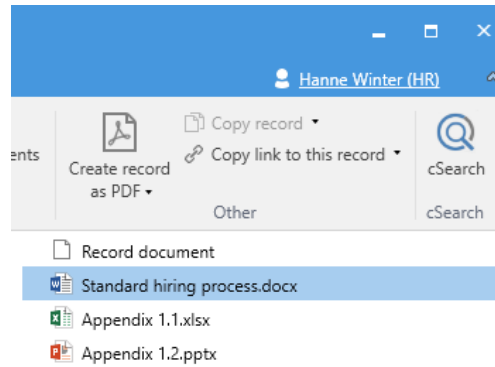 Hanne Winter (HR)
ents
Create record
as PDF
Copy record
Copy link to this record
Other
cSearch
cSearch
Record document
Standard hiring process.docx
Appendix 1.1.xlsx
Appendix 1.2.pptx